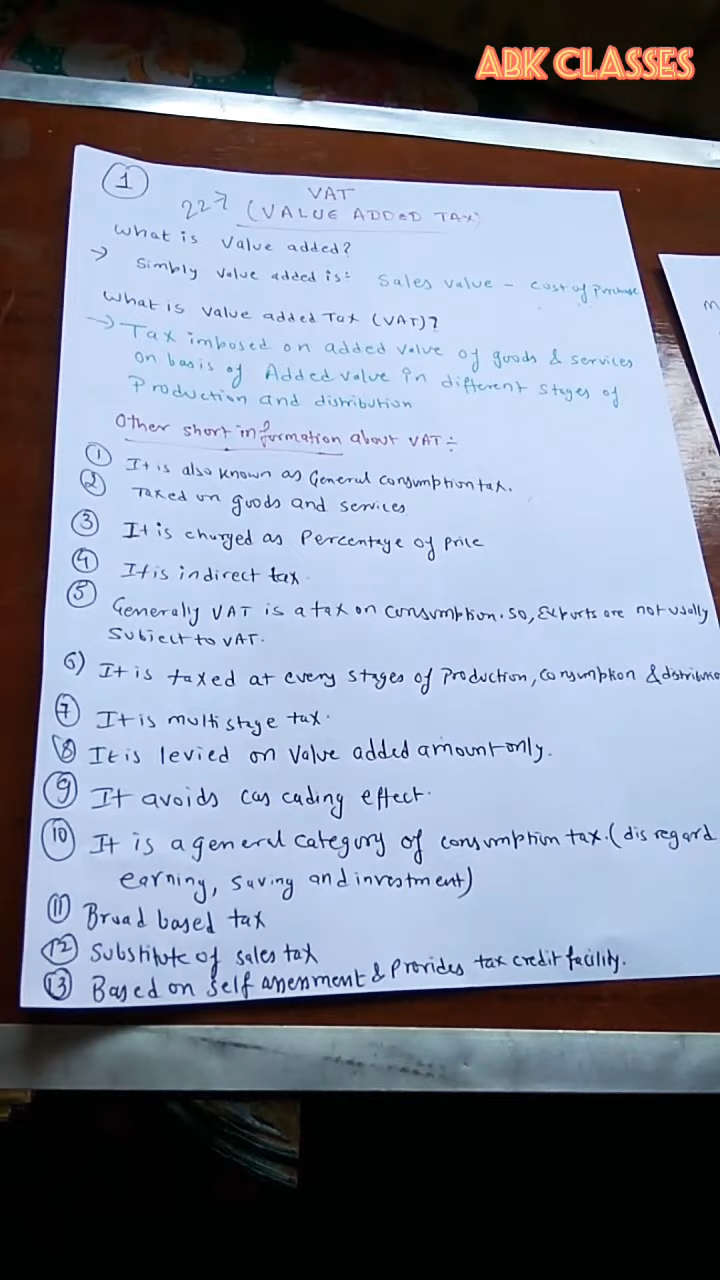 ABK CLASSES
1
VAT
227 (VALUE ADDED TAX)
What is value added?
→ Simply value added is= Sales value - cost of purchase
What is value added Tax (VAT)?
→ Tax imposed on added value of goods & services
on basis of Added value in different stages of
Production and distribution
Other short information about VAT÷
1 It is also known as General consumption tax.
2 Taxed on goods and services
3 It is charged as Percentage of price
4 It is indirect tax.
5 Generally VAT is a tax on consumption. So, Exports are not usally
subject to VAT.
6) It is taxed at every stages of production, consumption &
7 It is multi stage tax.
8 It is levied on value added amount only.
9 It avoids cascading effect.
10 It is a general category of consumption tax. (disregard
earning, saving and investment)
11 Broad based tax
12 Substitute of sales tax
13 Based on self assessment & Provides tax credit facility.